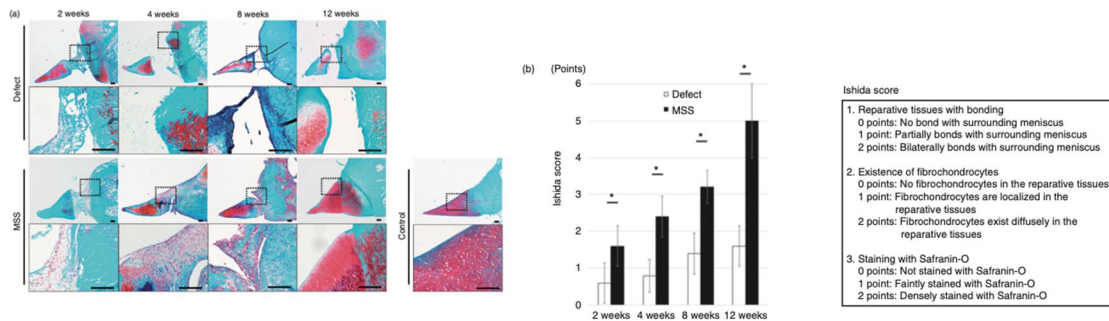 (a)
2 weeks 4 weeks 8 weeks 12 weeks
Defect
MSS
Control
(b)
(Points)
Defect
MSS
Ishida score
6
5
4
3
2
1
0
* * * *
2 weeks 4 weeks 8 weeks 12 weeks
Ishida score
1. Reparative tissues with bonding
0 points: No bond with surrounding meniscus
1 point: Partially bonds with surrounding meniscus
2 points: Bilaterally bonds with surrounding meniscus
2. Existence of fibrochondrocytes
0 points: No fibrochondrocytes in the reparative tissues
1 point: Fibrochondrocytes are localized in the
reparative tissues
2 points: Fibrochondrocytes exist diffusely in the
reparative tissues
3. Staining with Safranin-O
0 points: Not stained with Safranin-O
1 point: Faintly stained with Safranin-O
2 points: Densely stained with Safranin-O